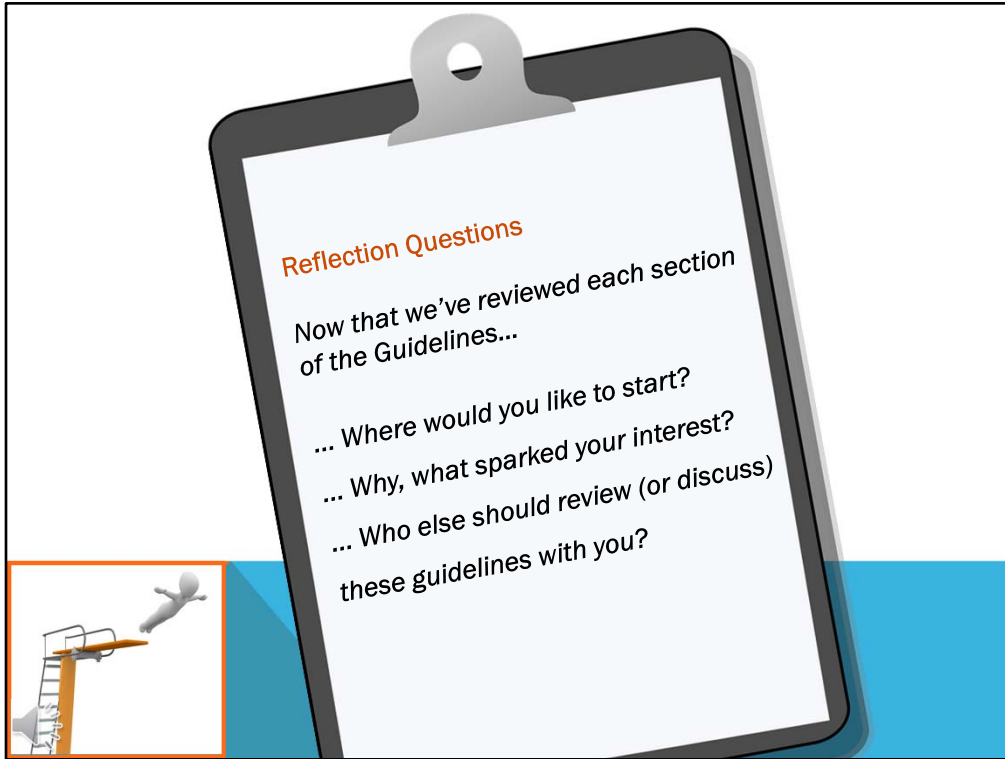 Reflection Questions
Now that we’ve reviewed each section
of the Guidelines...
... Where would you like to start?
... Why, what sparked your interest?
... Who else should review (or discuss)
these guidelines with you?